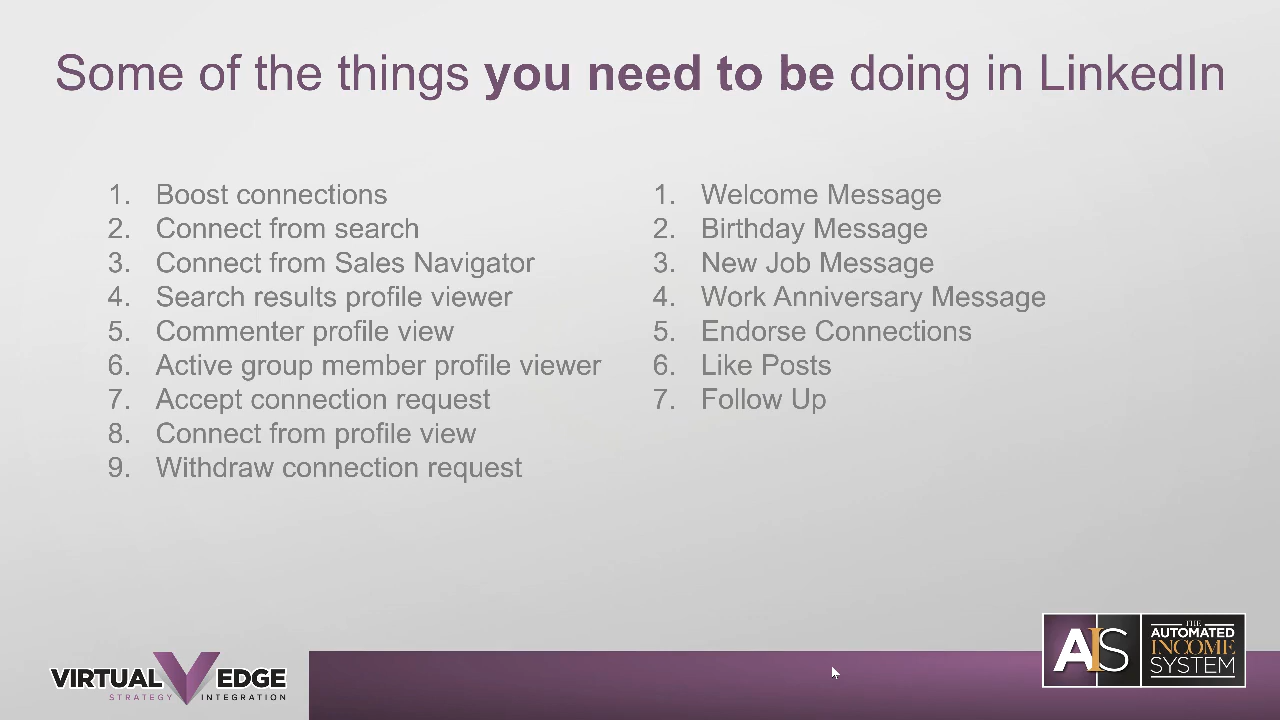 Some of the things you need to be doing in LinkedIn
1. Boost connections
2. Connect from search
3. Connect from Sales Navigator
4. Search results profile viewer
5. Commenter profile view
6. Active group member profile viewer
7. Accept connection request
8. Connect from profile view
9. Withdraw connection request
1. Welcome Message
2. Birthday Message
3. New Job Message
4. Work Anniversary Message
5. Endorse Connections
6. Like Posts
7. Follow Up
VIRTUAL V EDGE
STRATEGY INTEGRATION
AIS
THE
AUTOMATED
INCOME
SYSTEM